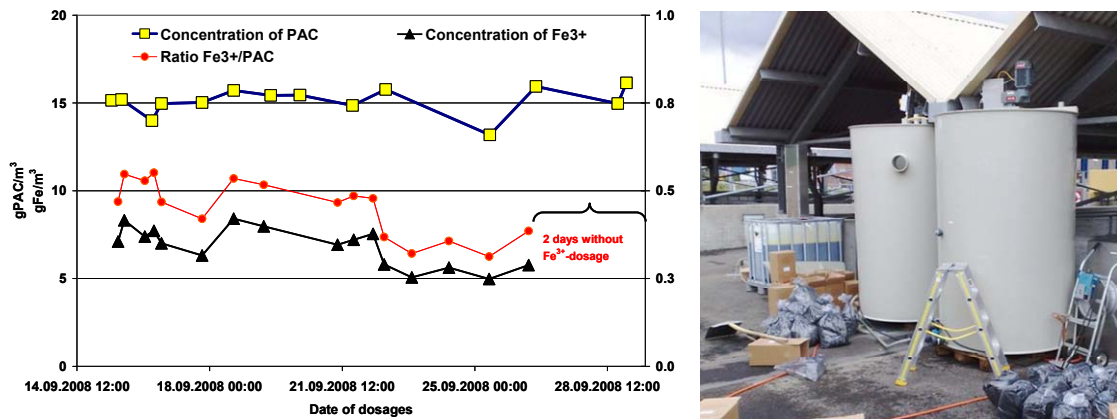 Concentration of PAC
Concentration of Fe3+
Ratio Fe3+/PAC
gPAC/m³
gFe/m³
20
15
10
5
0
1.0
0.8
0.5
0.3
0.0
2 days without
Fe³⁺-dosage
14.09.2008 12:00
18.09.2008 00:00
21.09.2008 12:00
25.09.2008 00:00
28.09.2008 12:00
Date of dosages